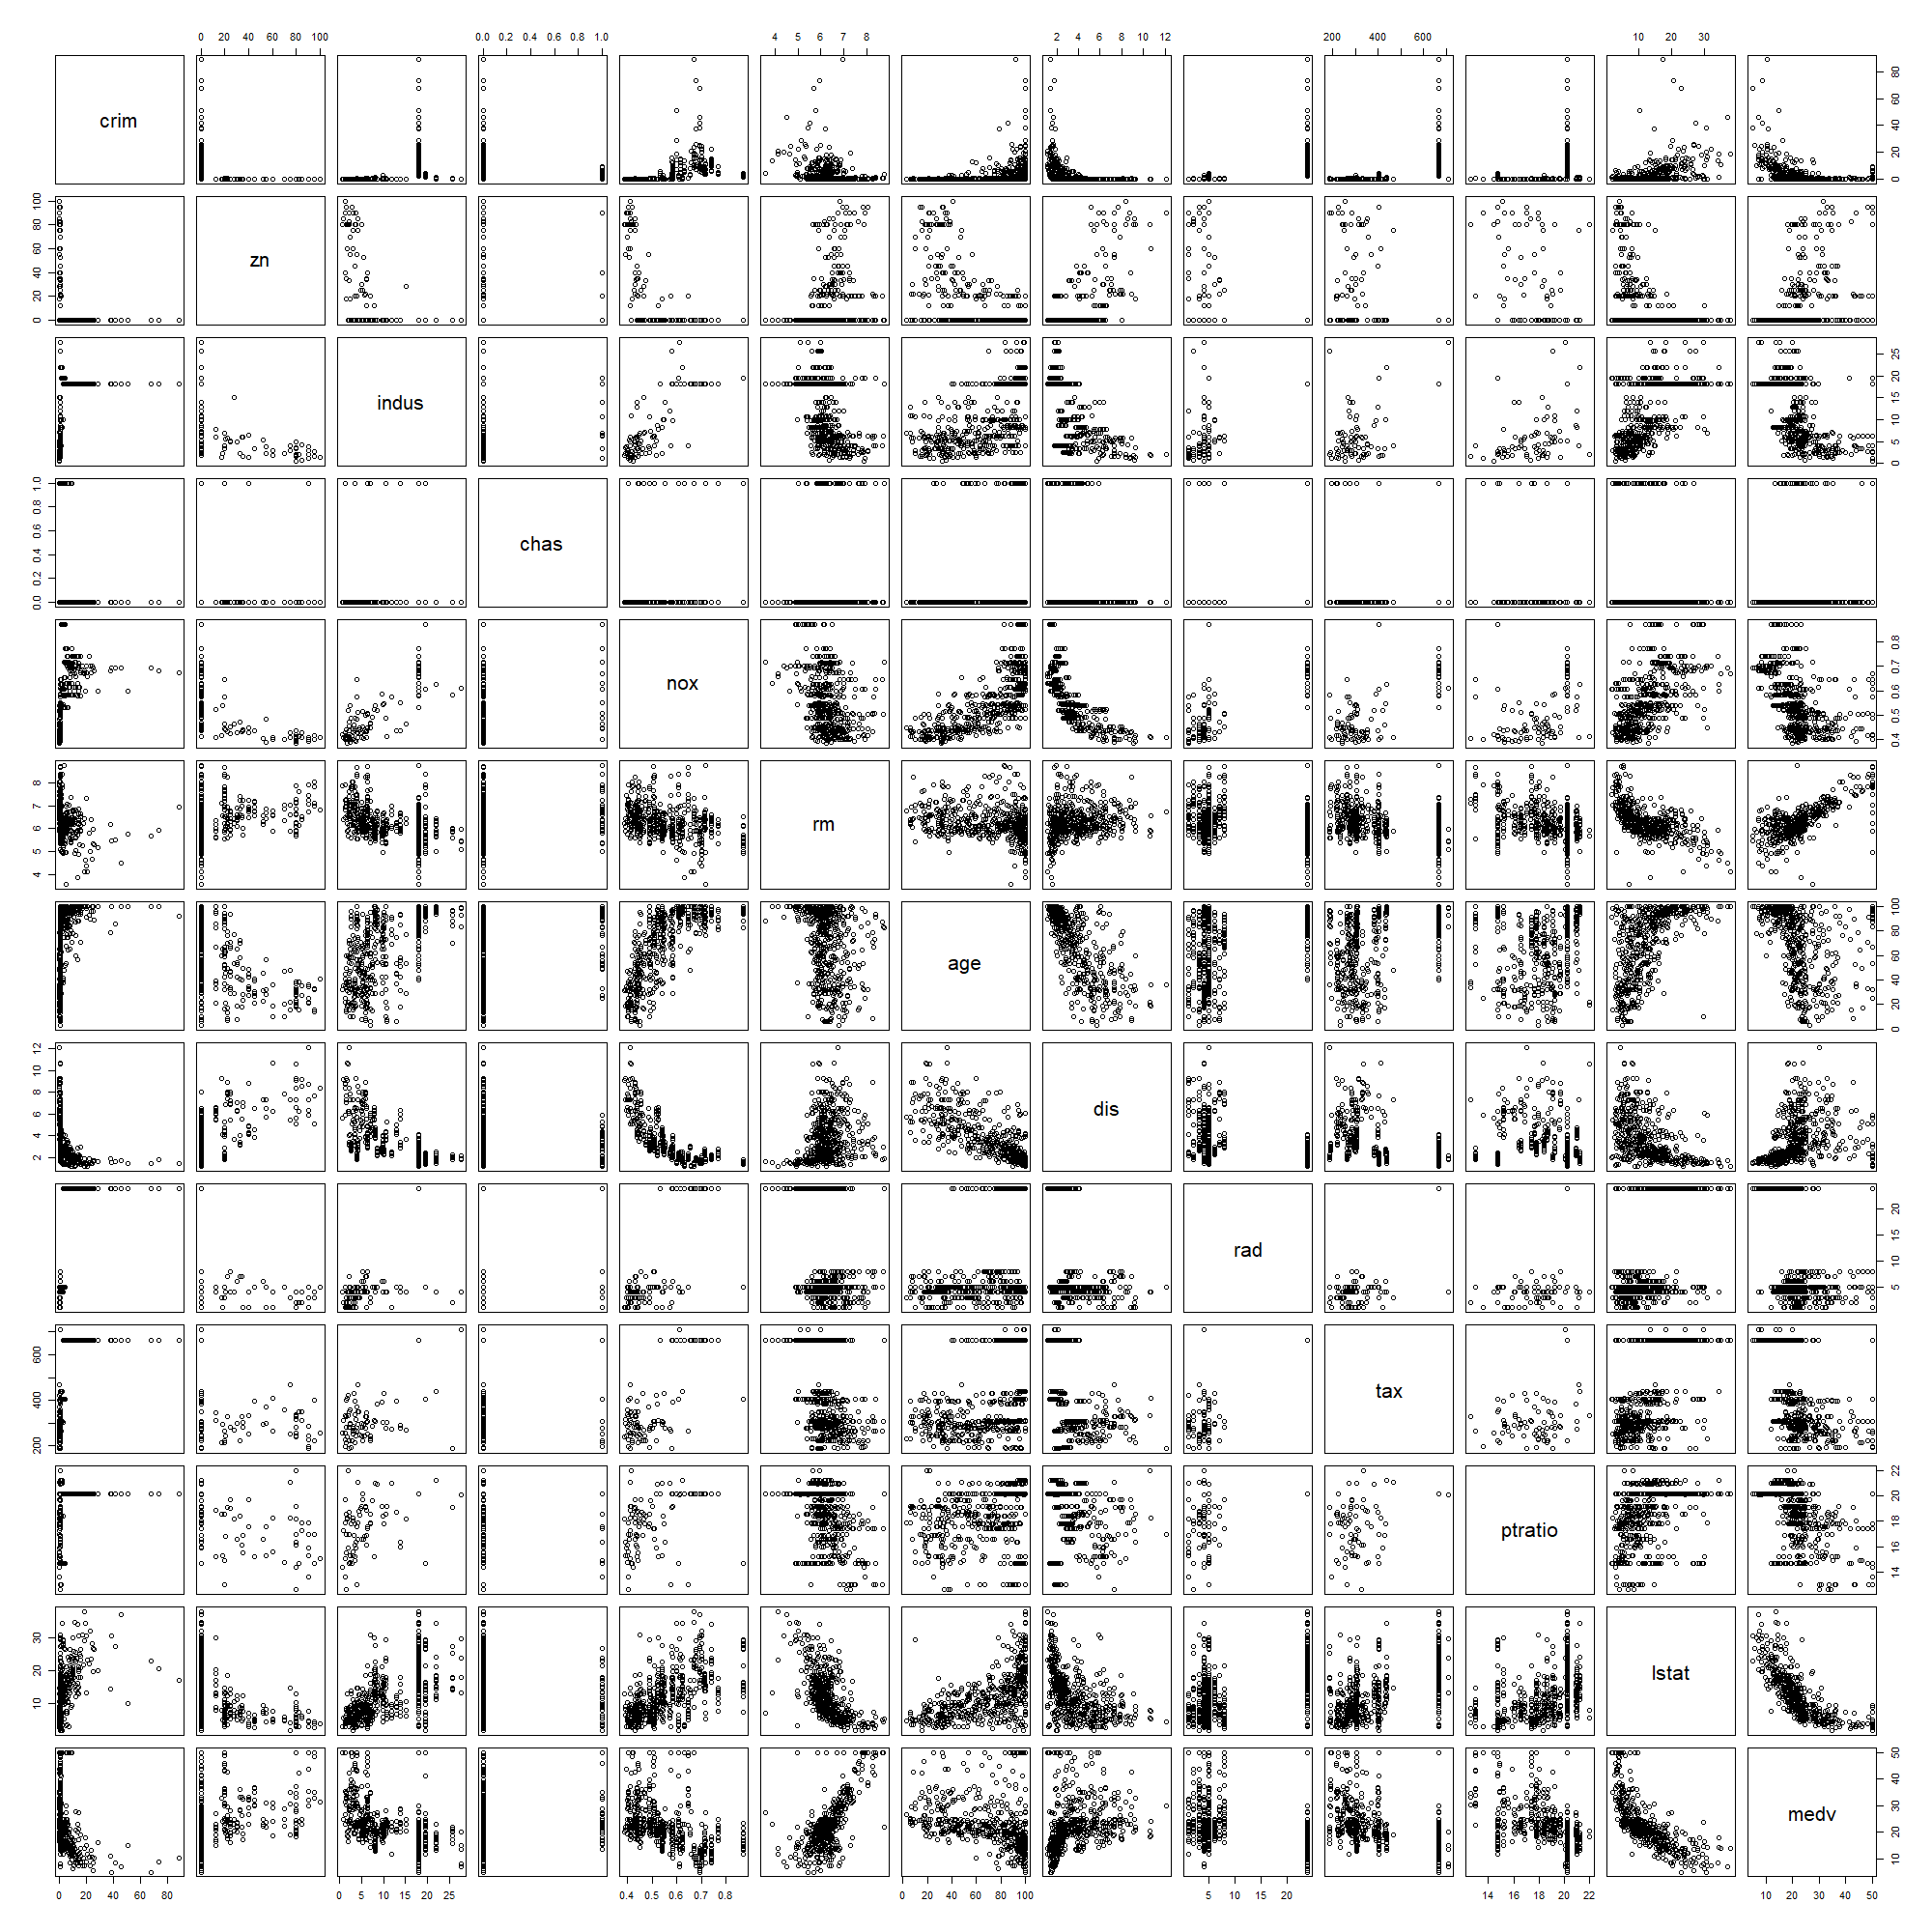 0 20 40 60 80 100 0.0 0.2 0.4 0.6 0.8 1.0 4 5 6 7 8 2 4 6 8 10 12 200 400 600 10 20 30
crim
0 20 40 60 80
zn
0 20 40 60 80 100
indus
0 5 10 15 20 25
chas
0.0 0.2 0.4 0.6 0.8 1.0
nox
0.4 0.5 0.6 0.7 0.8
rm
4 5 6 7 8
age
0 20 40 60 80 100
dis
2 4 6 8 10 12
rad
5 10 15 20
tax
200 400 600
ptratio
14 16 18 20 22
lstat
10 20 30
medv
10 20 30 40 50
0 20 40 60 80 0 5 10 15 20 25 0.4 0.5 0.6 0.7 0.8 0 20 40 60 80 100 5 10 15 20 14 16 18 20 22 10 20 30 40 50